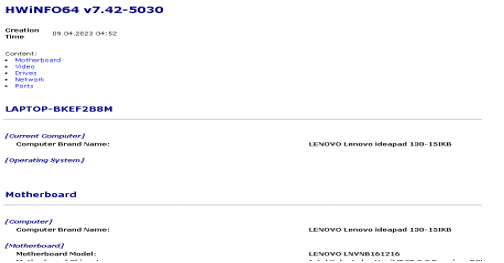 HWiNFO64 v7.42-5030
Creation Time 09.04.2023 04:52
Content:
• Motherboard
• Video
• Drives
• Network
• Ports
LAPTOP-BKEF2B8M
[Current Computer]
Computer Brand Name: LENOVO Lenovo ideapad 130-15IKB
[Operating System]
Motherboard
[Computer]
Computer Brand Name: LENOVO Lenovo ideapad 130-15IKB
[Motherboard]
Motherboard Model: LENOVO LNVNB161216